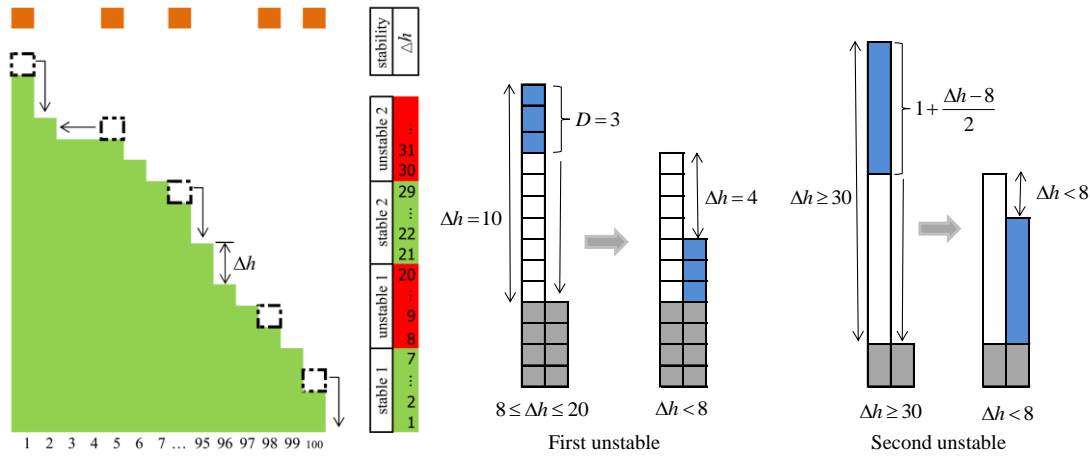 stability
Δh
unstable 2
⋮
31
30
stable 2
29
⋮
22
21
unstable 1
20
⋮
9
8
stable 1
7
⋮
2
1
Δh
1 2 3 4 5 6 7 … 95 96 97 98 99 100
D = 3
Δh = 10
Δh = 4
8 ≤ Δh ≤ 20
Δh < 8
First unstable
1 + (Δh − 8)/2
Δh ≥ 30
Δh < 8
Δh ≥ 30
Δh < 8
Second unstable